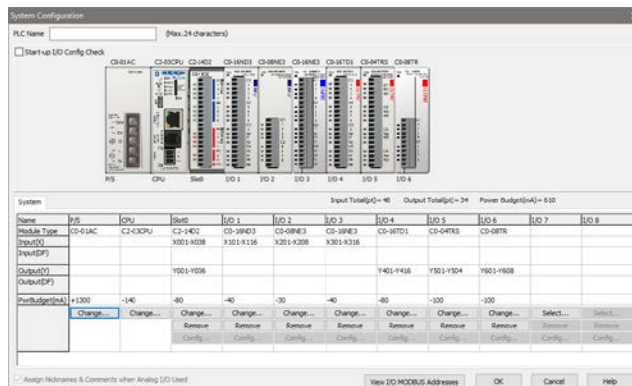 System Configuration
PLC Name (Max. 24 characters)
Start-up I/O Config Check
C0-01AC C2-03CPU C2-14D2 C0-16ND3 C0-08NE3 C0-16NE3 C0-16TD1 C0-04TRS C0-08TR
P/S CPU Slot0 I/O 1 I/O 2 I/O 3 I/O 4 I/O 5 I/O 6
System Input Total(pt)= 48 Output Total(pt)= 34 Power Budget(mA)= 610
Name P/S CPU Slot0 I/O 1 I/O 2 I/O 3 I/O 4 I/O 5 I/O 6 I/O 7 I/O 8
Module Type C0-01AC C2-03CPU C2-14D2 C0-16ND3 C0-08NE3 C0-16NE3 C0-16TD1 C0-04TRS C0-08TR
Input(X) X001-X008 X101-X116 X201-X208 X301-X316
Input(DF)
Output(Y) Y001-Y006 Y401-Y416 Y501-Y504 Y601-Y608
Output(DF)
PwrBudget(mA) +1300 -140 -80 -40 -30 -40 -80 -100 -100
Change... Change... Change... Change... Change... Change... Change... Change... Change... Select... Select...
Remove Remove Remove Remove Remove Remove Remove Remove Remove
Config... Config... Config... Config... Config... Config... Config... Config... Config...
Assign Nicknames & Comments when Analog I/O Used
View I/O MODBUS Addresses OK Cancel Help